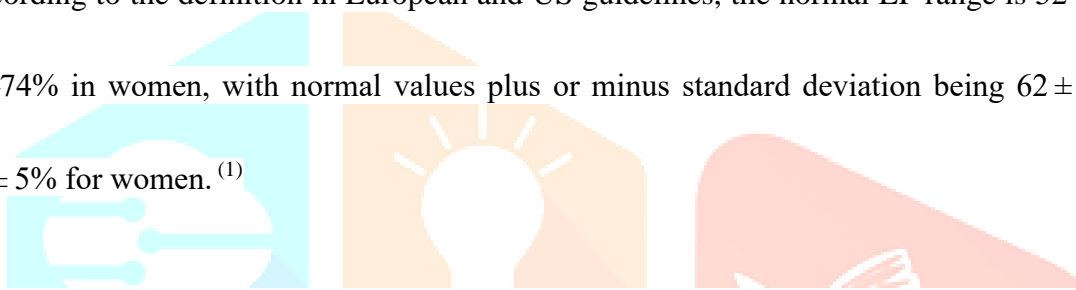 cording to the definition in European and US guidelines, the normal EF range is 52
74% in women, with normal values plus or minus standard deviation being 62 ±
± 5% for women. (1)